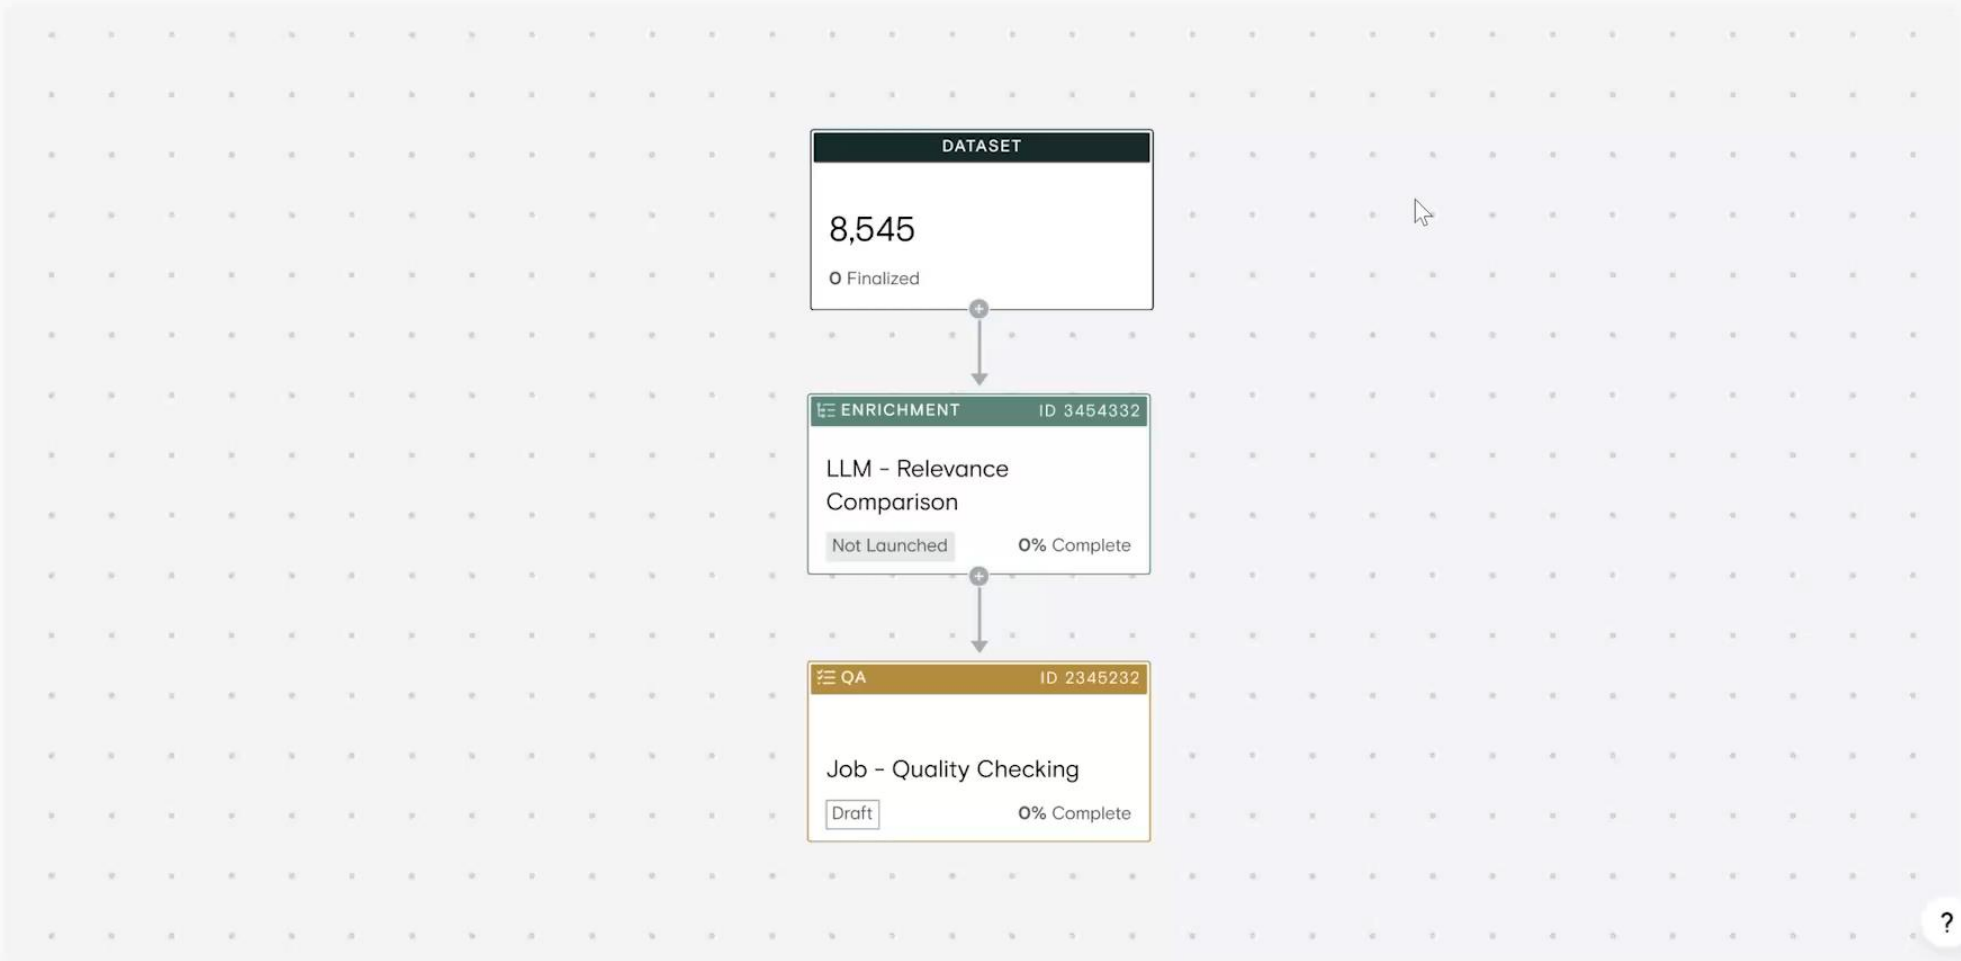 DATASET
8,545
0 Finalized
ENRICHMENT ID 3454332
LLM - Relevance
Comparison
Not Launched 0% Complete
QA ID 2345232
Job - Quality Checking
Draft 0% Complete
?